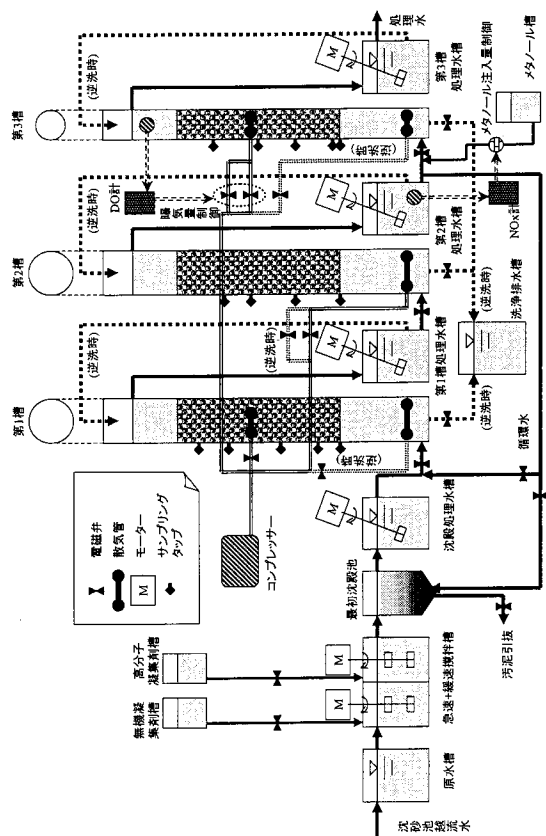 第1槽
第2槽
第3槽
(逆洗時)
(逆洗時)
(逆洗時)
電磁弁
散気管
M
モーター
サンプリング
タップ
DO計
曝気量制御
無機凝
集剤槽
高分子
凝集剤槽
コンプレッサー
(逆洗時)
(逆洗時)
(逆洗時)
M
M
M
M
M
M
沈砂
池越
流水
原水槽
急速+緩速撹拌槽
最初沈殿池
沈殿処理水槽
第1槽処理水槽
第2槽
処理水槽
第3槽
処理水槽
処理水
汚泥引抜
循環水
(逆洗時)
(逆洗時)
洗浄排水槽
NOx計
メタノール注入量制御
メタノール槽